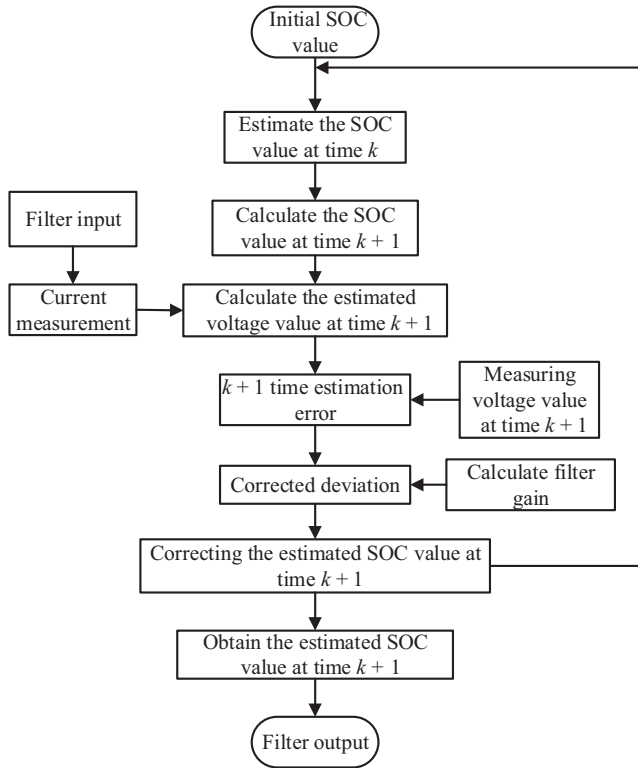 Initial SOC
value
Estimate the SOC
value at time k
Filter input
Calculate the SOC
value at time k + 1
Current
measurement
Calculate the estimated
voltage value at time k + 1
k + 1 time estimation
error
Measuring
voltage value
at time k + 1
Corrected deviation
Calculate filter
gain
Correcting the estimated SOC value at
time k + 1
Obtain the estimated SOC
value at time k + 1
Filter output